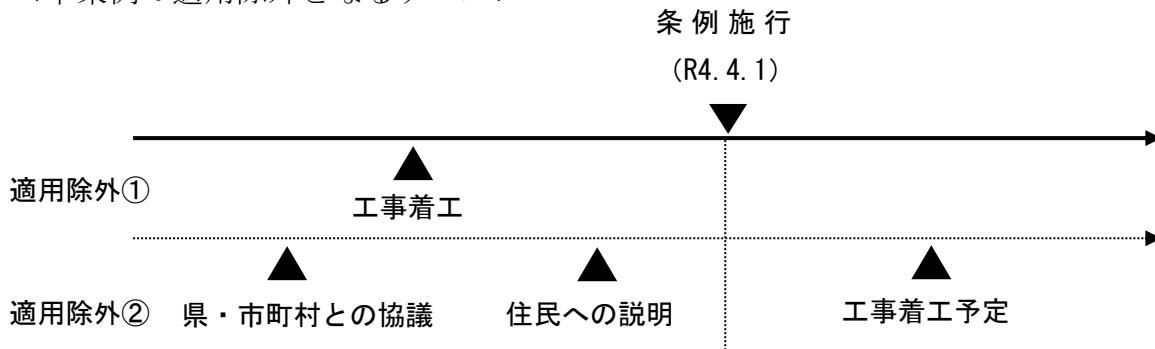 条例施行
(R4.4.1)
適用除外①
工事着工
適用除外② 県・市町村との協議 住民への説明 工事着工予定